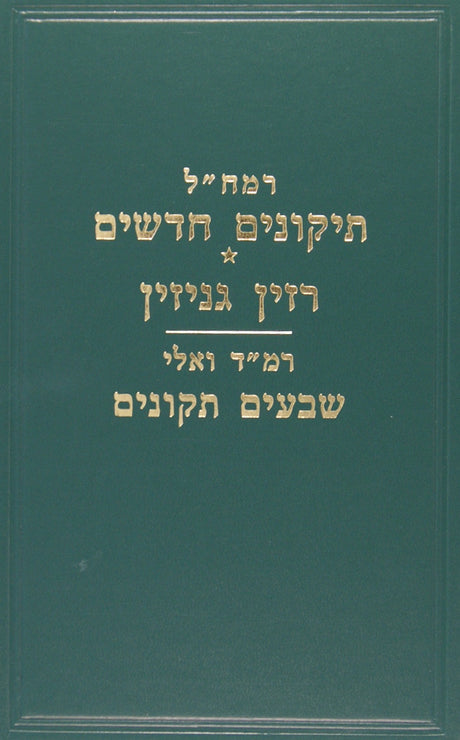 רמח״ל
תיקונים חדשים
רזין גניזין
רמ״ד ואלי
שבעים תקונים